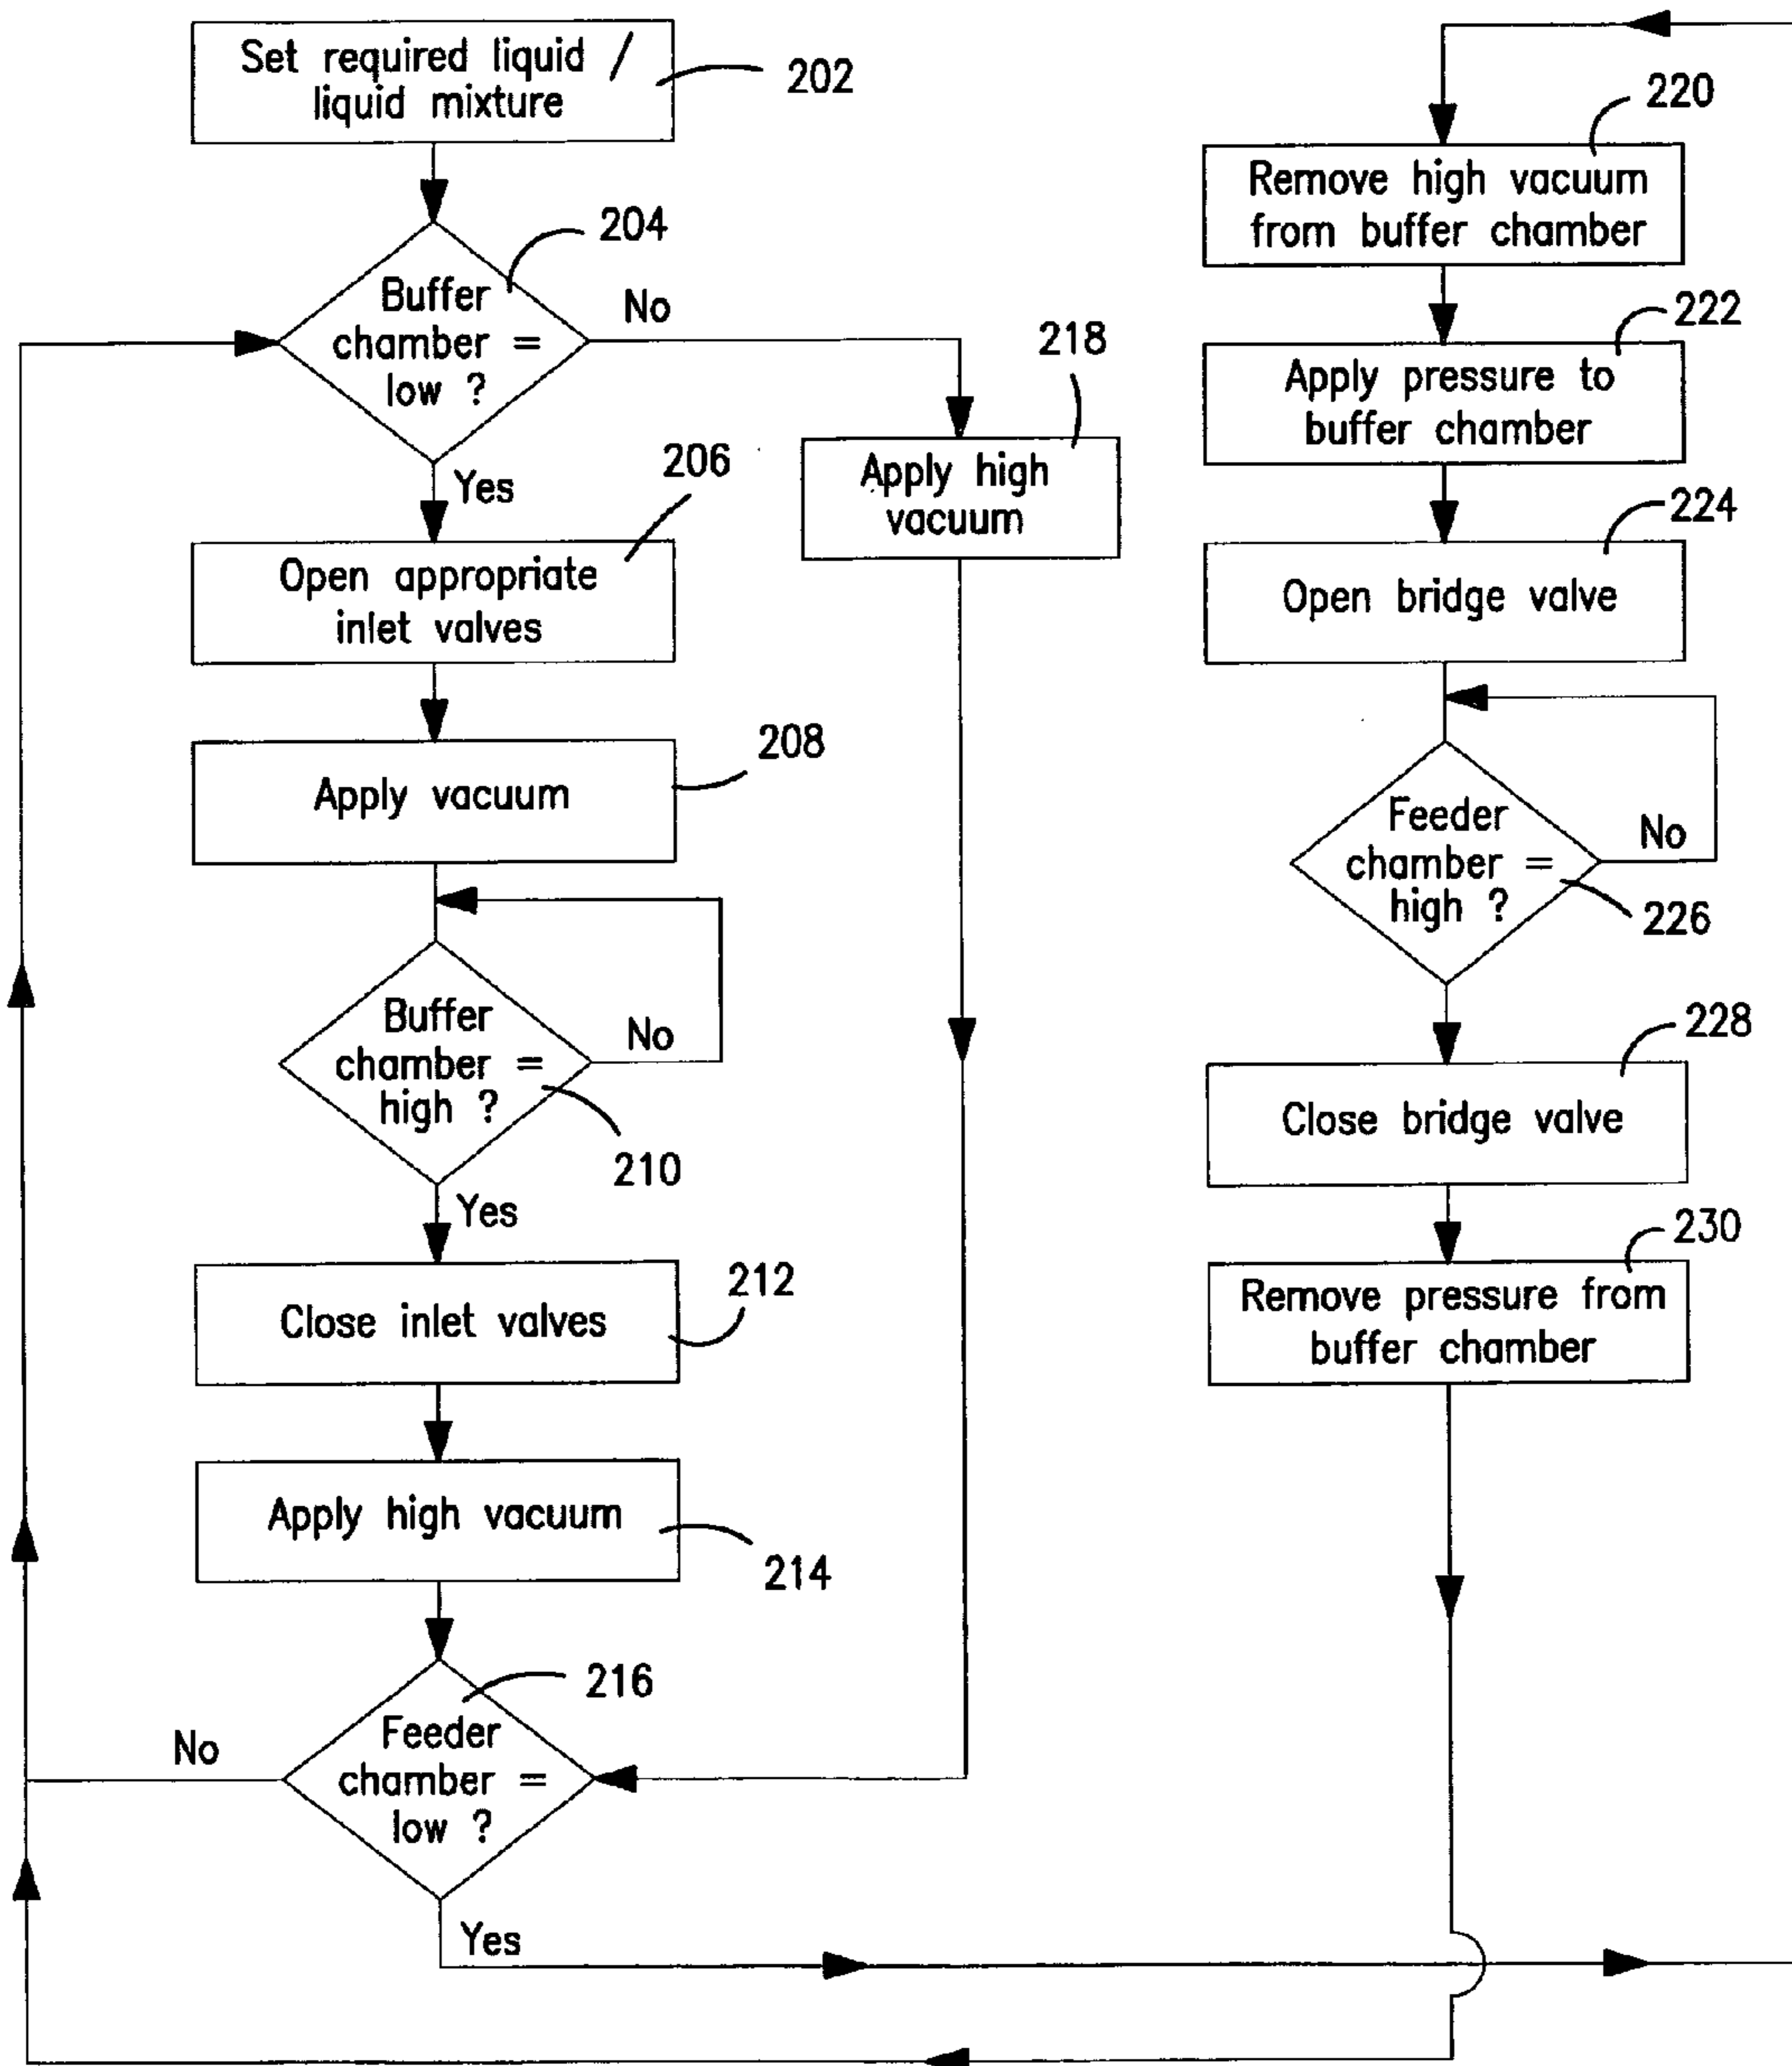 Set required liquid /
liquid mixture
202
204
Buffer
chamber =
low ?
No
Yes
206
Open appropriate
inlet valves
208
Apply vacuum
Buffer
chamber =
high ?
No
210
Yes
212
Close inlet valves
Apply high vacuum
214
216
Feeder
chamber =
low ?
No
Yes
218
Apply high
vacuum
220
Remove high vacuum
from buffer chamber
222
Apply pressure to
buffer chamber
224
Open bridge valve
Feeder
chamber =
high ?
No
226
228
Close bridge valve
230
Remove pressure from
buffer chamber